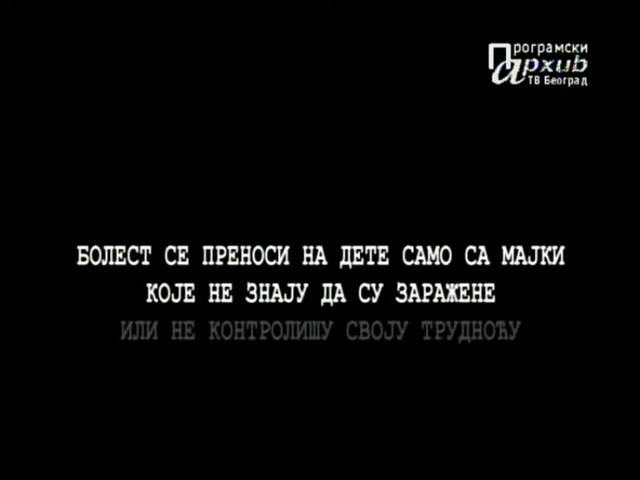 Програмски
Архив
ТВ Београд
БОЛЕСТ СЕ ПРЕНОСИ НА ДЕТЕ САМО СА МАЈКИ
КОЈЕ НЕ ЗНАЈУ ДА СУ ЗАРАЖЕНЕ
ИЛИ НЕ КОНТРОЛИШУ СВОЈУ ТРУДНОЋУ